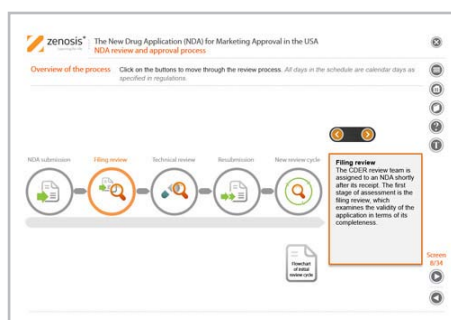 zenosis®
The New Drug Application (NDA) for Marketing Approval in the USA
NDA review and approval process
Overview of the process
Click on the buttons to move through the review process. All days in the schedule are calendar days as
specified in regulations.
NDA submission
Filing review
Technical review
Resubmission
New review cycle
Filing review
The CDER review team is
assigned to an NDA shortly
after its receipt. The first
stage of assessment is the
filing review, which
examines the validity of the
application in terms of its
completeness.
Flowchart
of initial
review cycle
Screen
8/34